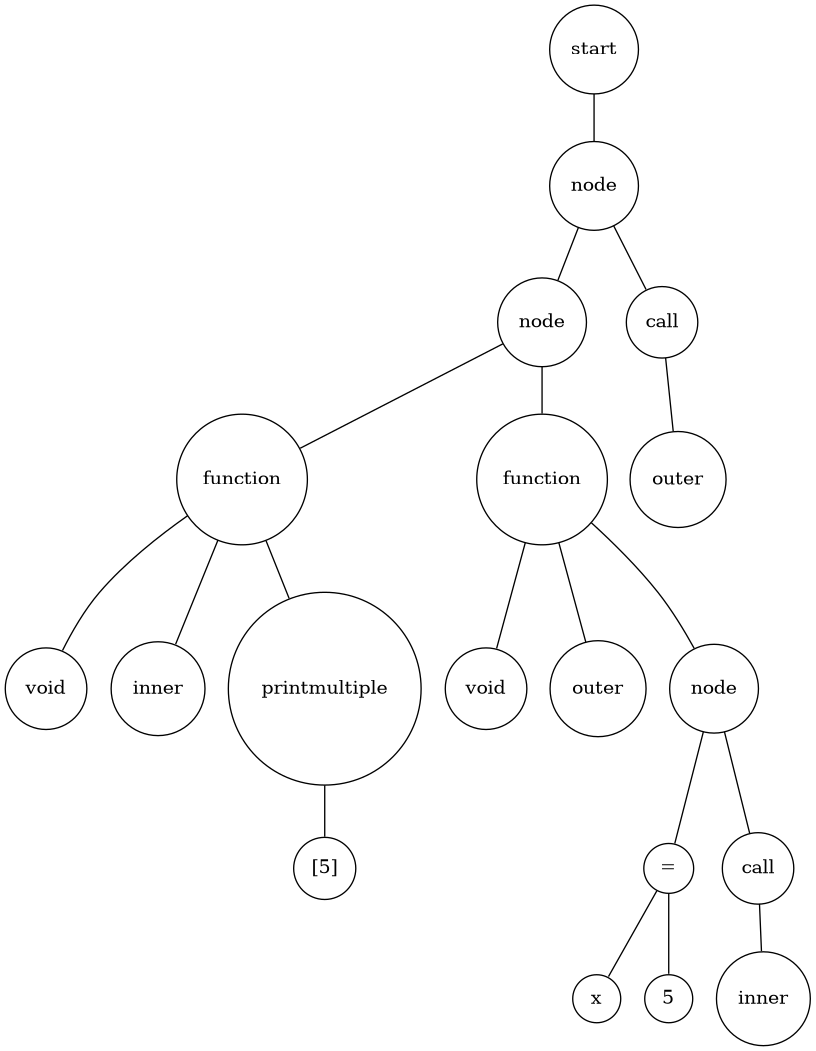 start
node
node
call
function
function
outer
void
inner
printmultiple
void
outer
node
[5]
=
call
x
5
inner